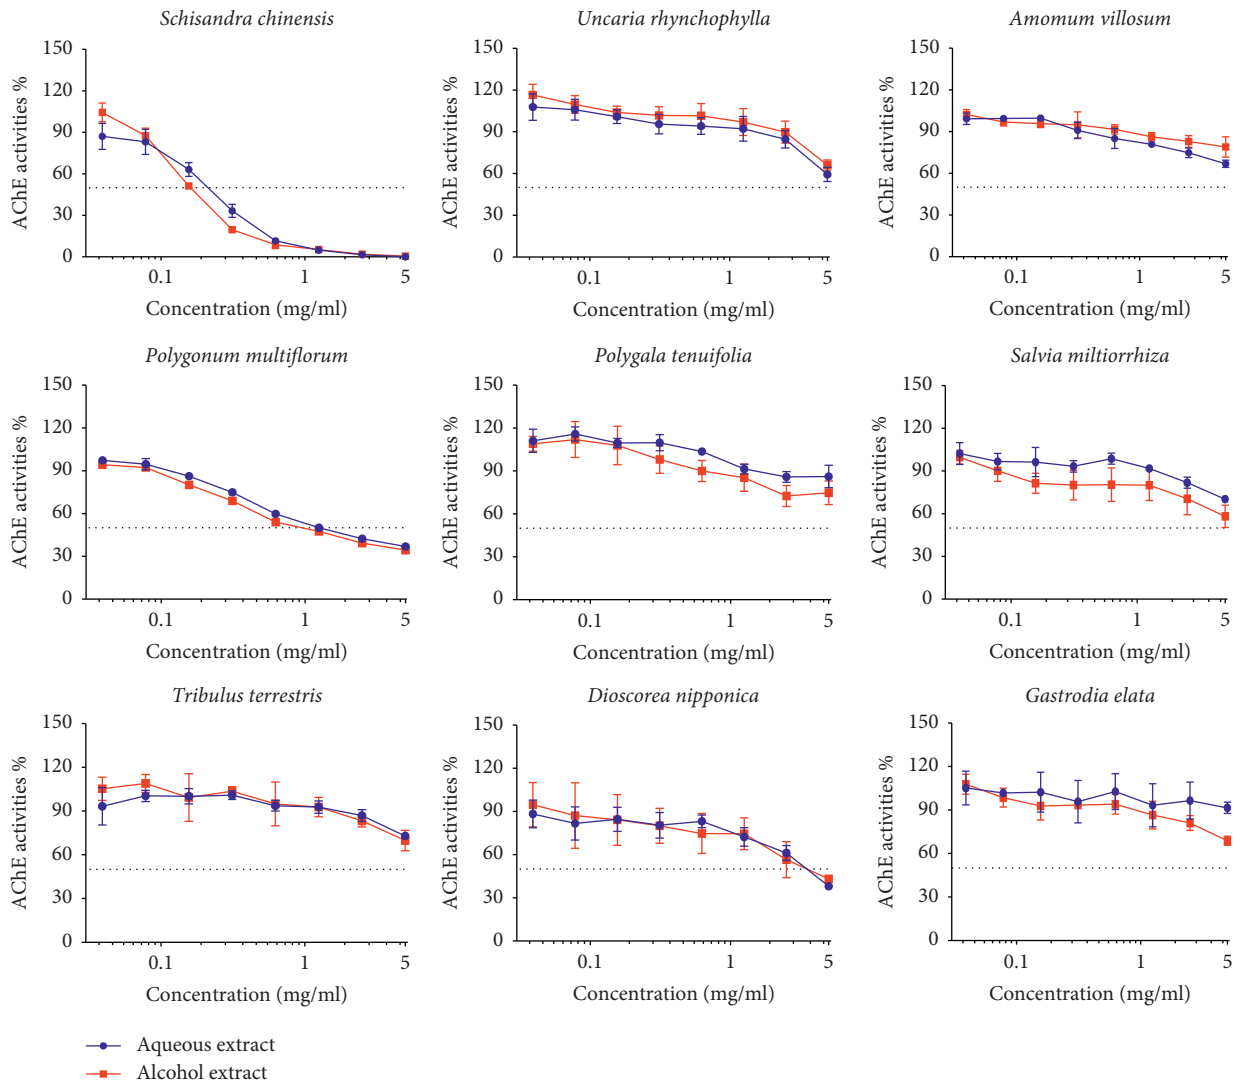 Schisandra chinensis
AChE activities %
150
120
90
60
30
0
0.1
1
5
Concentration (mg/ml)
Uncaria rhynchophylla
AChE activities %
150
120
90
60
30
0
0.1
1
5
Concentration (mg/ml)
Amomum villosum
AChE activities %
150
120
90
60
30
0
0.1
1
5
Concentration (mg/ml)
Polygonum multiflorum
AChE activities %
150
120
90
60
30
0
0.1
1
5
Concentration (mg/ml)
Polygala tenuifolia
AChE activities %
150
120
90
60
30
0
0.1
1
5
Concentration (mg/ml)
Salvia miltiorrhiza
AChE activities %
150
120
90
60
30
0
0.1
1
5
Concentration (mg/ml)
Tribulus terrestris
AChE activities %
150
120
90
60
30
0
0.1
1
5
Concentration (mg/ml)
Dioscorea nipponica
AChE activities %
150
120
90
60
30
0
0.1
1
5
Concentration (mg/ml)
Gastrodia elata
AChE activities %
150
120
90
60
30
0
0.1
1
5
Concentration (mg/ml)
Aqueous extract
Alcohol extract